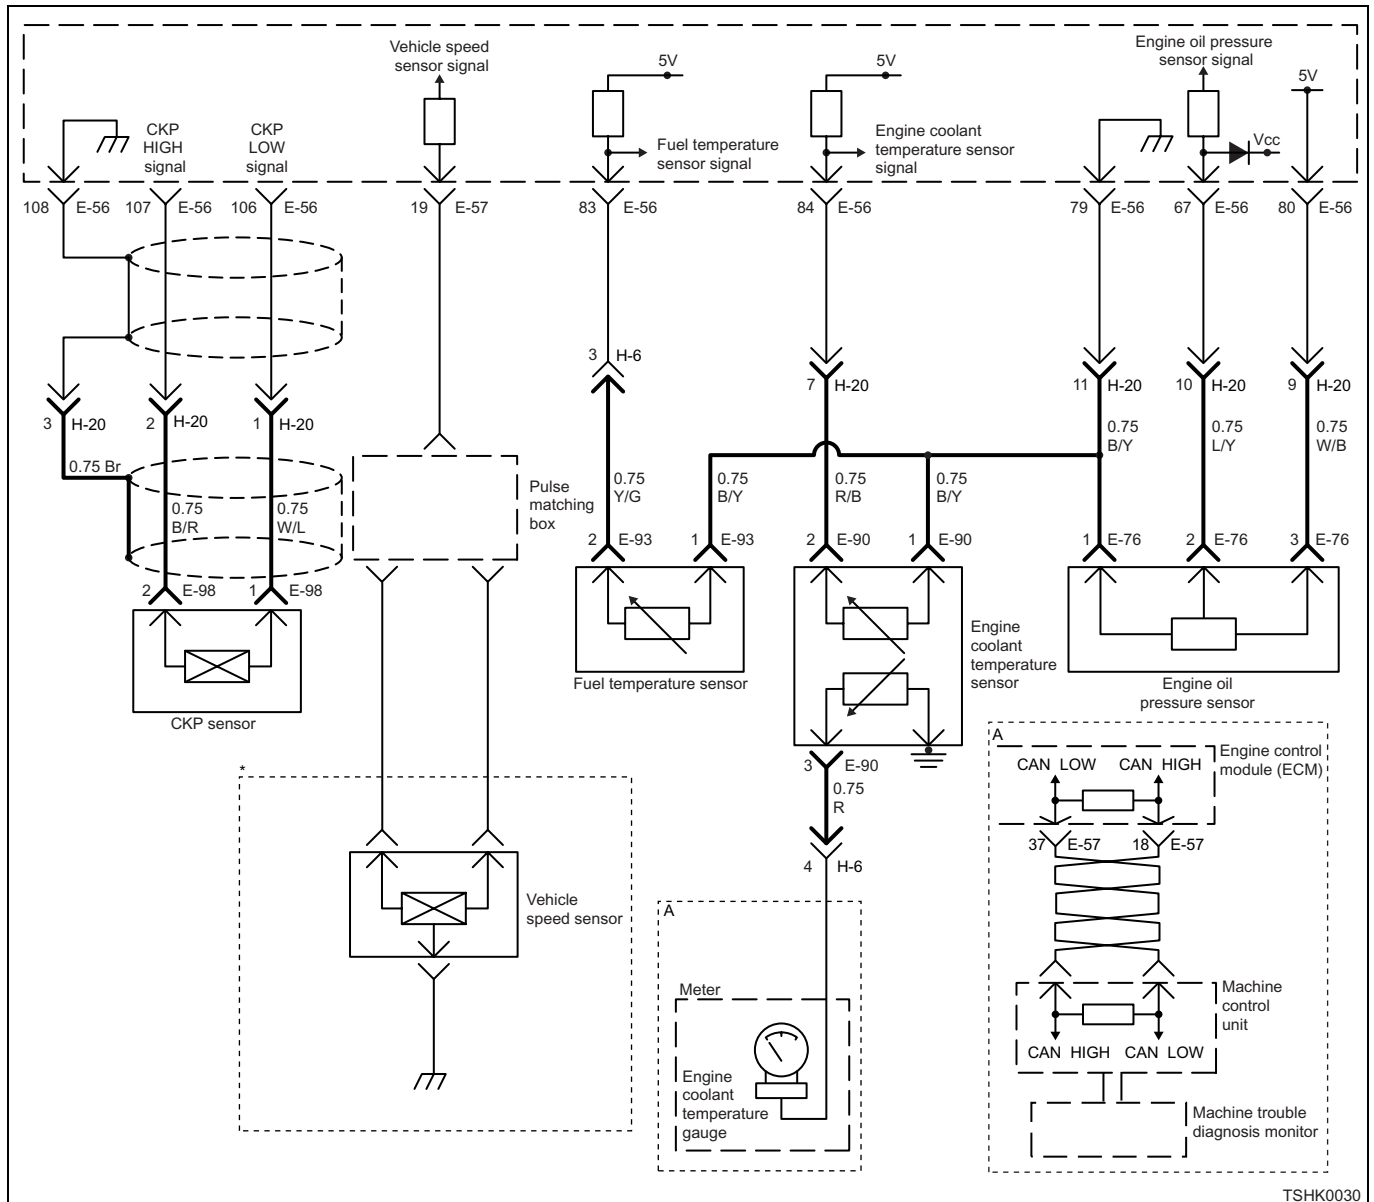 Vehicle speed
sensor signal
5V
5V
Engine oil pressure
sensor signal
5V
CKP
HIGH
signal
CKP
LOW
signal
Fuel temperature
sensor signal
Engine coolant
temperature sensor
signal
Vcc
108 E-56 107 E-56 106 E-56 19 E-57 83 E-56 84 E-56 79 E-56 67 E-56 80 E-56
3 H-6
7 H-20 11 H-20 10 H-20 9 H-20
3 H-20 2 H-20 1 H-20
0.75
B/Y
0.75
L/Y
0.75
W/B
0.75 Br
0.75
B/R
0.75
W/L
Pulse
matching
box
0.75
Y/G
0.75
B/Y
0.75
R/B
0.75
B/Y
2 E-93 1 E-93 2 E-90 1 E-90 1 E-76 2 E-76 3 E-76
2 E-98 1 E-98
Engine
coolant
temperature
sensor
Fuel temperature sensor
Engine oil
pressure sensor
CKP sensor
A
Engine control
module (ECM)
CAN LOW CAN HIGH
3 E-90
0.75
R
*
37 E-57 18 E-57
4 H-6
Vehicle
speed sensor
A
Meter
Engine
coolant
temperature
gauge
Machine
control
unit
CAN HIGH CAN LOW
Machine trouble
diagnosis monitor
TSHK0030